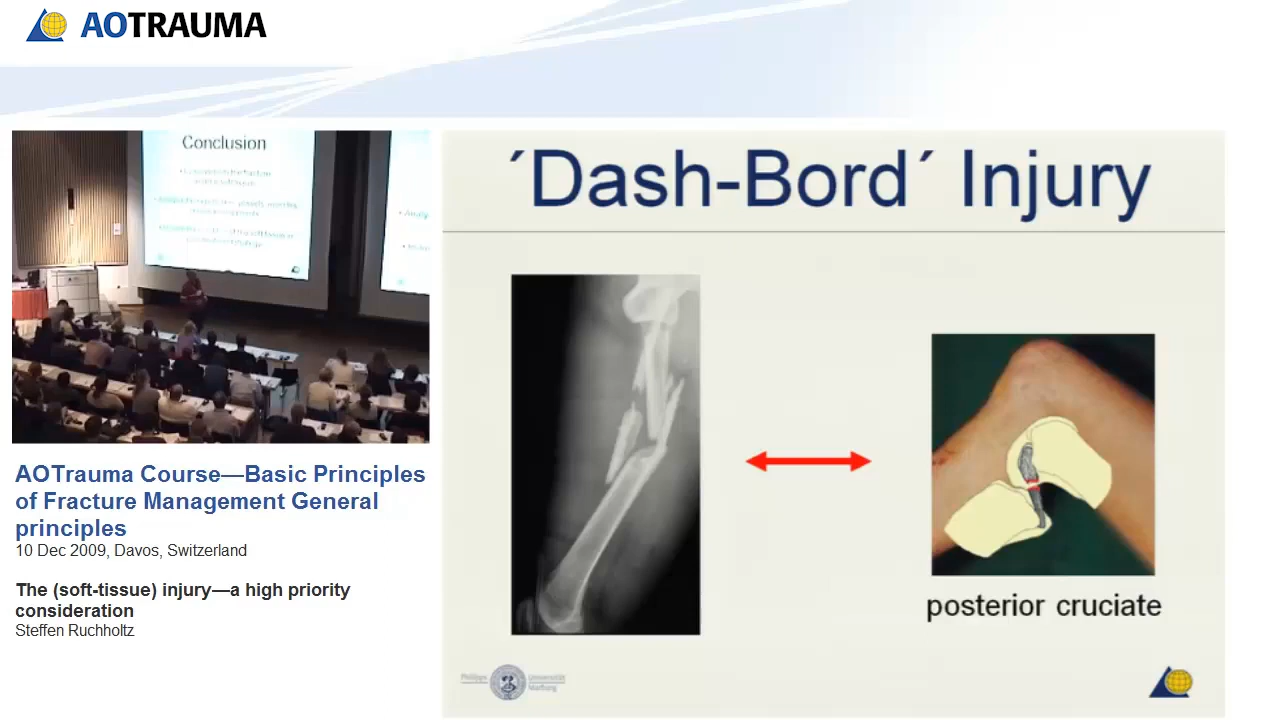 AOTRAUMA
Conclusion
´Dash-Bord´ Injury
posterior cruciate
Philipps
Universität
Marburg
AOTrauma Course—Basic Principles
of Fracture Management General
principles
10 Dec 2009, Davos, Switzerland
The (soft-tissue) injury—a high priority
consideration
Steffen Ruchholtz